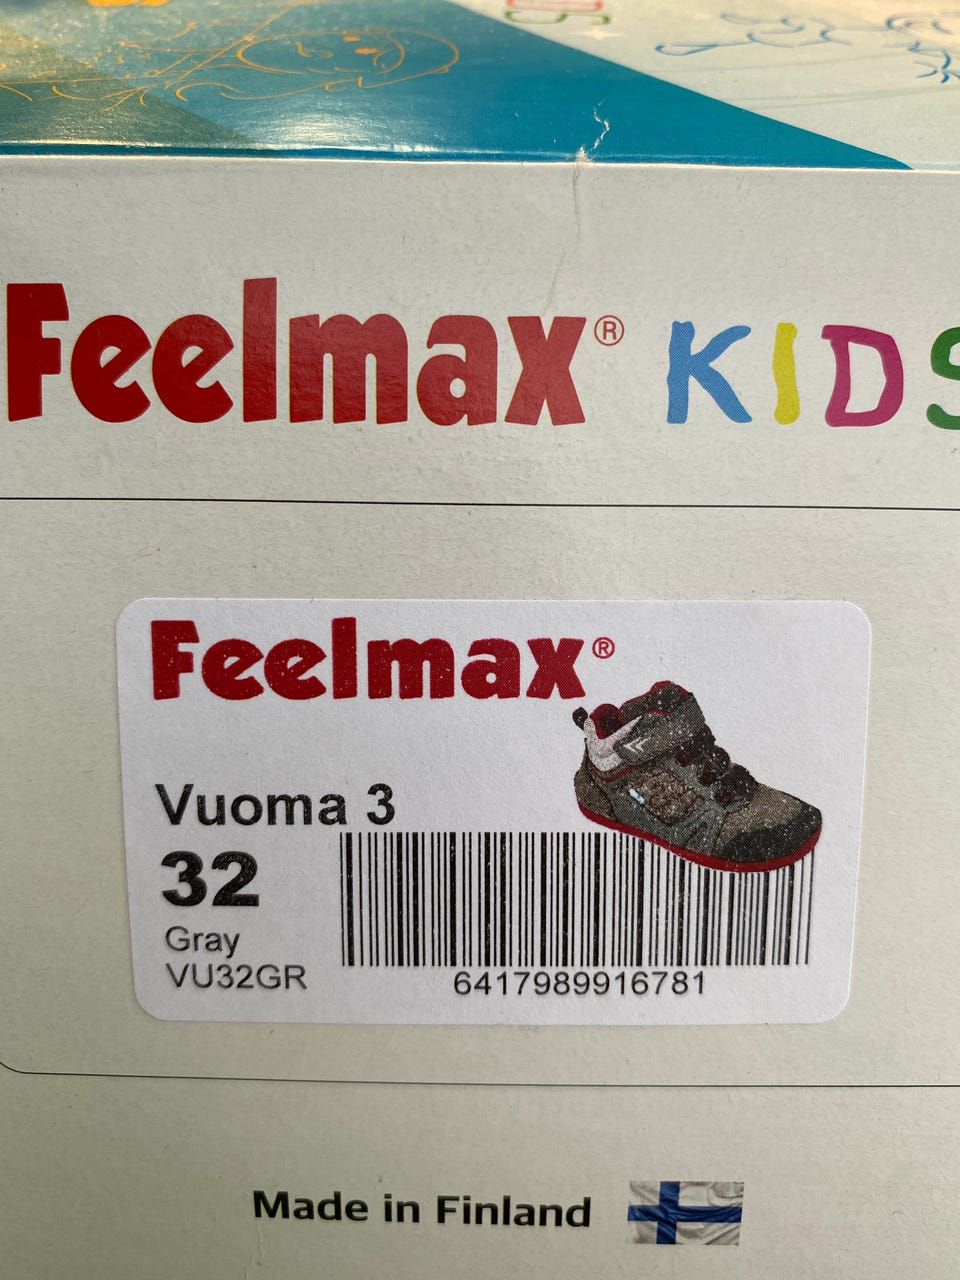 Feelmax® KIDS
Feelmax®
Vuoma 3
32
Gray
VU32GR
6417989916781
Made in Finland